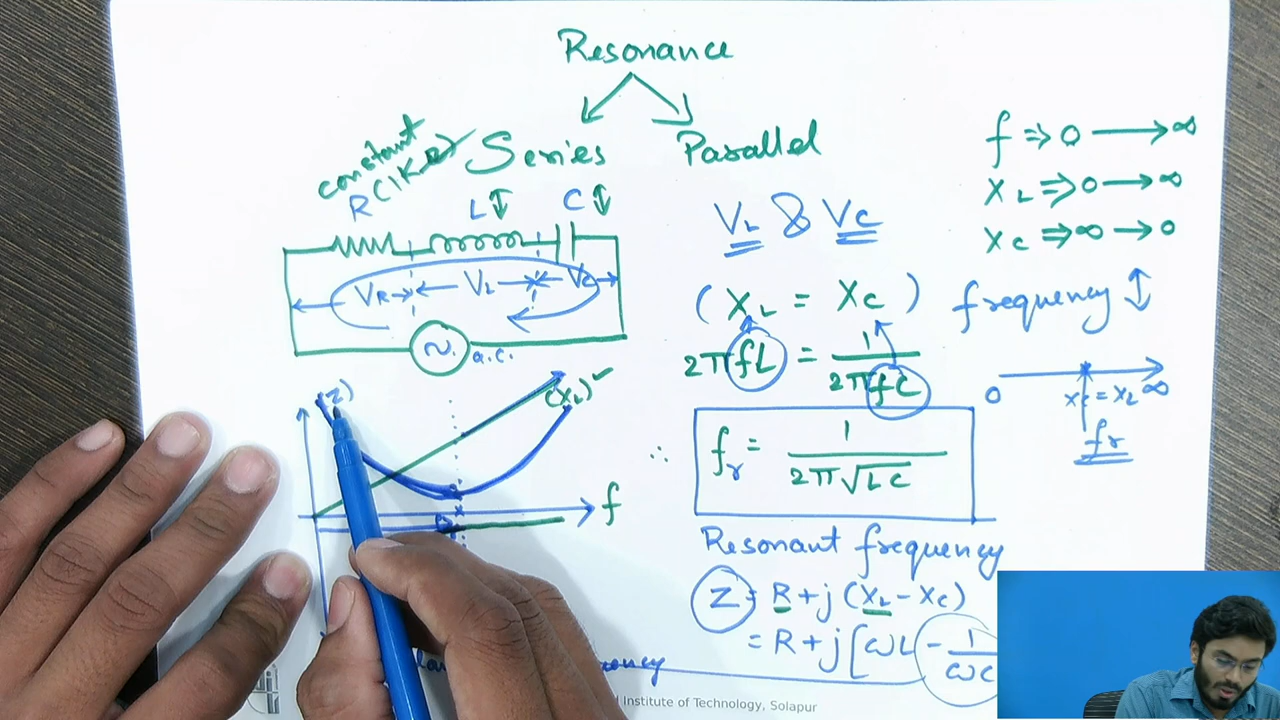 Resonance
Series
Parallel
constant
R
L
C
VR
VL
VC
a.c.
VL & VC
(XL = XC)
2πfL = 1/2πfC
∴ fr = 1/2π√LC
Resonant frequency
Z = R + j(XL - XC)
= R + j[ωL - 1/ωC
f ⇒ 0 → ∞
XL ⇒ 0 → ∞
XC ⇒ ∞ → 0
frequency ↕
0
XC = XL
∞
fr
(Z)
(XL) ✓
f
Institute of Technology, Solapur